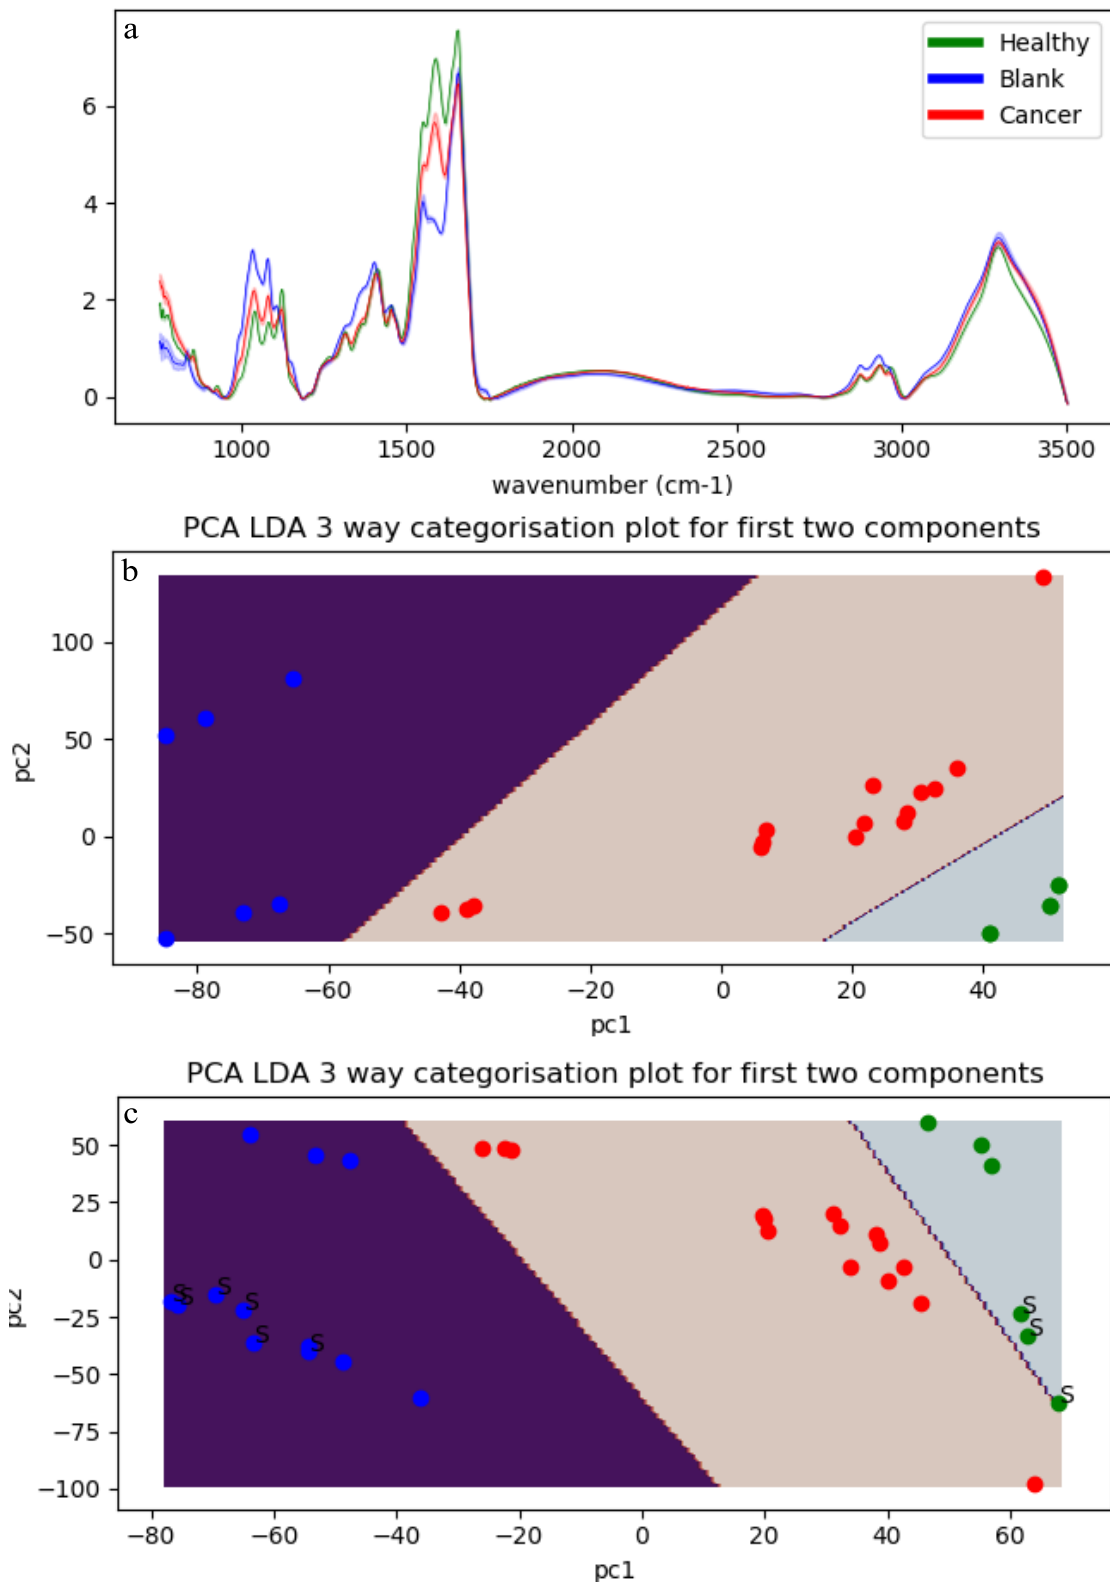 a
Healthy
Blank
Cancer
6
4
2
0
1000 1500 2000 2500 3000 3500
wavenumber (cm-1)
PCA LDA 3 way categorisation plot for first two components
b
100
50
0
−50
pc2
−80 −60 −40 −20 0 20 40
pc1
PCA LDA 3 way categorisation plot for first two components
c
50
25
0
−25
−50
−75
−100
pc2
S S S S S S
S S S
−80 −60 −40 −20 0 20 40 60
pc1